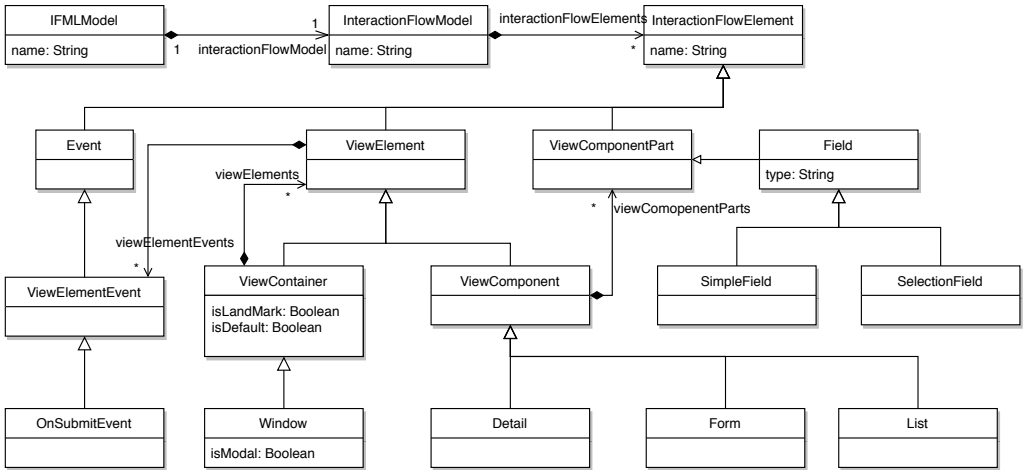 IFMLModel
name: String
1
interactionFlowModel
1
InteractionFlowModel
name: String
interactionFlowElements
*
InteractionFlowElement
name: String
Event
ViewElement
ViewComponentPart
Field
type: String
viewElements
*
*
viewComopenentParts
viewElementEvents
*
ViewElementEvent
ViewContainer
isLandMark: Boolean
isDefault: Boolean
ViewComponent
SimpleField
SelectionField
OnSubmitEvent
Window
isModal: Boolean
Detail
Form
List